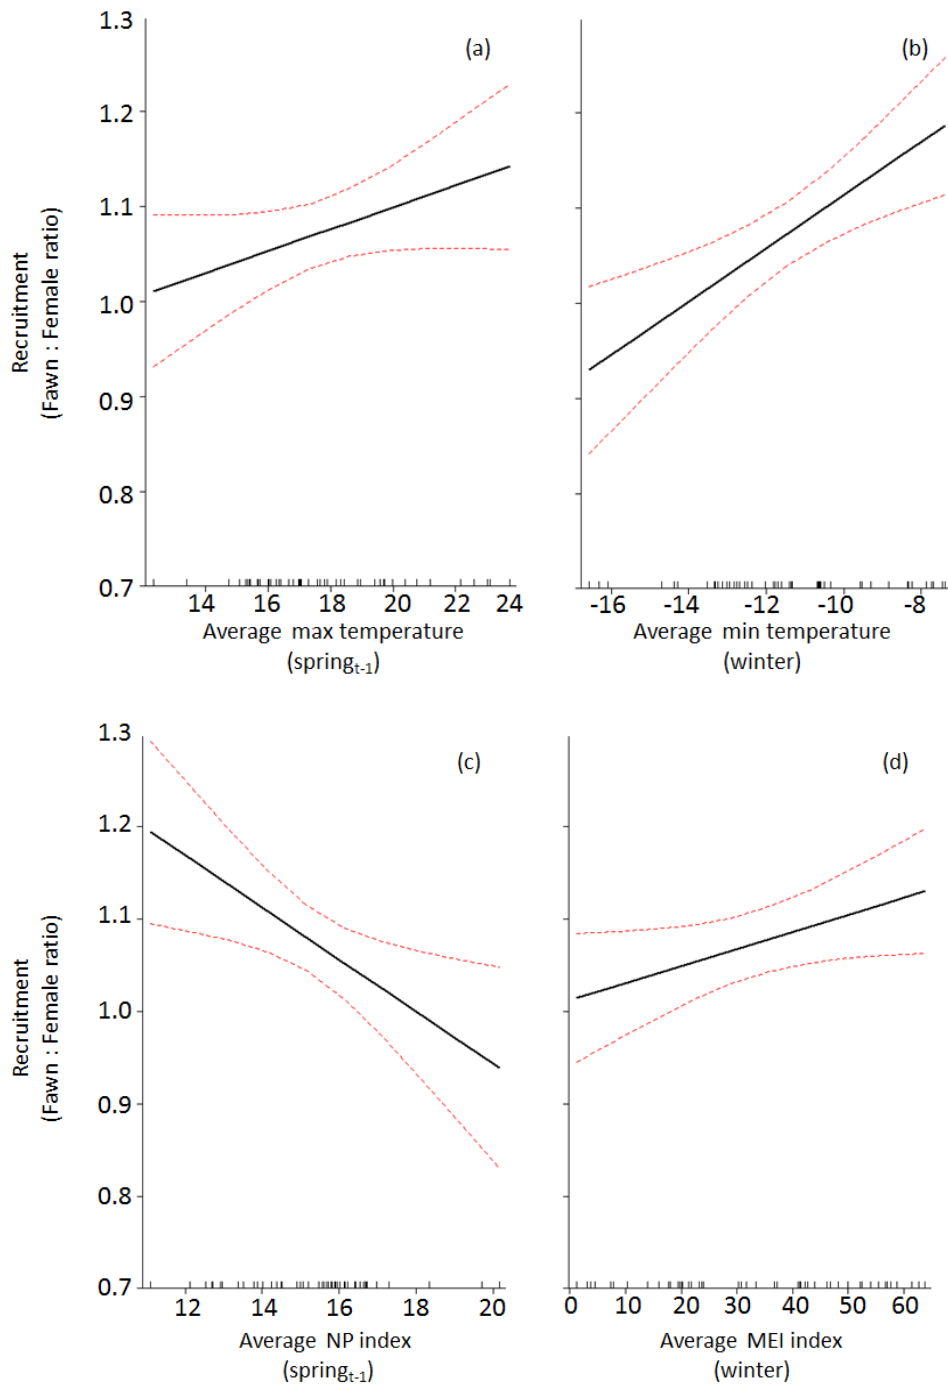 1.3
(a)
(b)
1.2
1.1
1.0
0.9
0.8
0.7
Recruitment
(Fawn : Female ratio)
14 16 18 20 22 24
-16 -14 -12 -10 -8
Average max temperature
(spring t-1)
Average min temperature
(winter)
1.3
(c)
(d)
1.2
1.1
1.0
0.9
0.8
0.7
Recruitment
(Fawn : Female ratio)
12 14 16 18 20
0 10 20 30 40 50 60
Average NP index
(spring t-1)
Average MEI index
(winter)